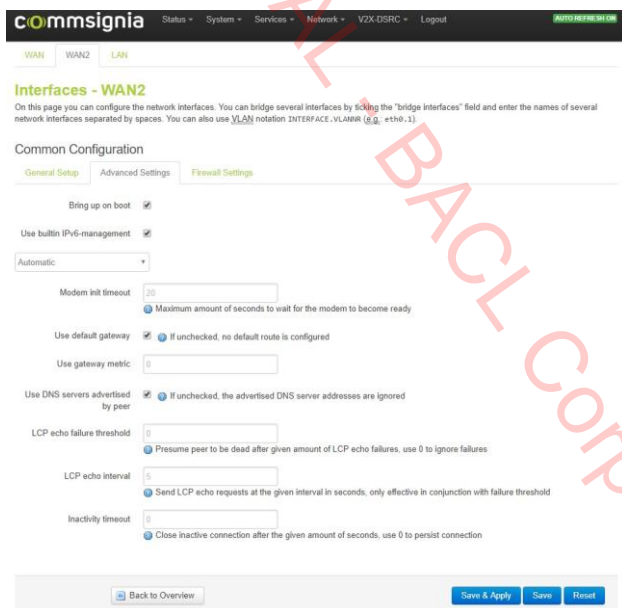 commsignia Status System Services Network V2X-DSRC Logout AUTO REFRESH ON
WAN WAN2 LAN
Interfaces - WAN2
On this page you can configure the network interfaces. You can bridge several interfaces by ticking the "bridge interfaces" field and enter the names of several
network interfaces separated by spaces. You can also use VLAN notation INTERFACE.VLANNR (e.g.: eth0.1).
Common Configuration
General Setup Advanced Settings Firewall Settings
Bring up on boot
Use builtin IPv6-management
Automatic
Modem init timeout 20
Maximum amount of seconds to wait for the modem to become ready
Use default gateway If unchecked, no default route is configured
Use gateway metric 0
Use DNS servers advertised If unchecked, the advertised DNS server addresses are ignored
by peer
LCP echo failure threshold 0
Presume peer to be dead after given amount of LCP echo failures, use 0 to ignore failures
LCP echo interval 5
Send LCP echo requests at the given interval in seconds, only effective in conjunction with failure threshold
Inactivity timeout 0
Close inactive connection after the given amount of seconds, use 0 to persist connection
Back to Overview Save & Apply Save Reset
BACL Corp